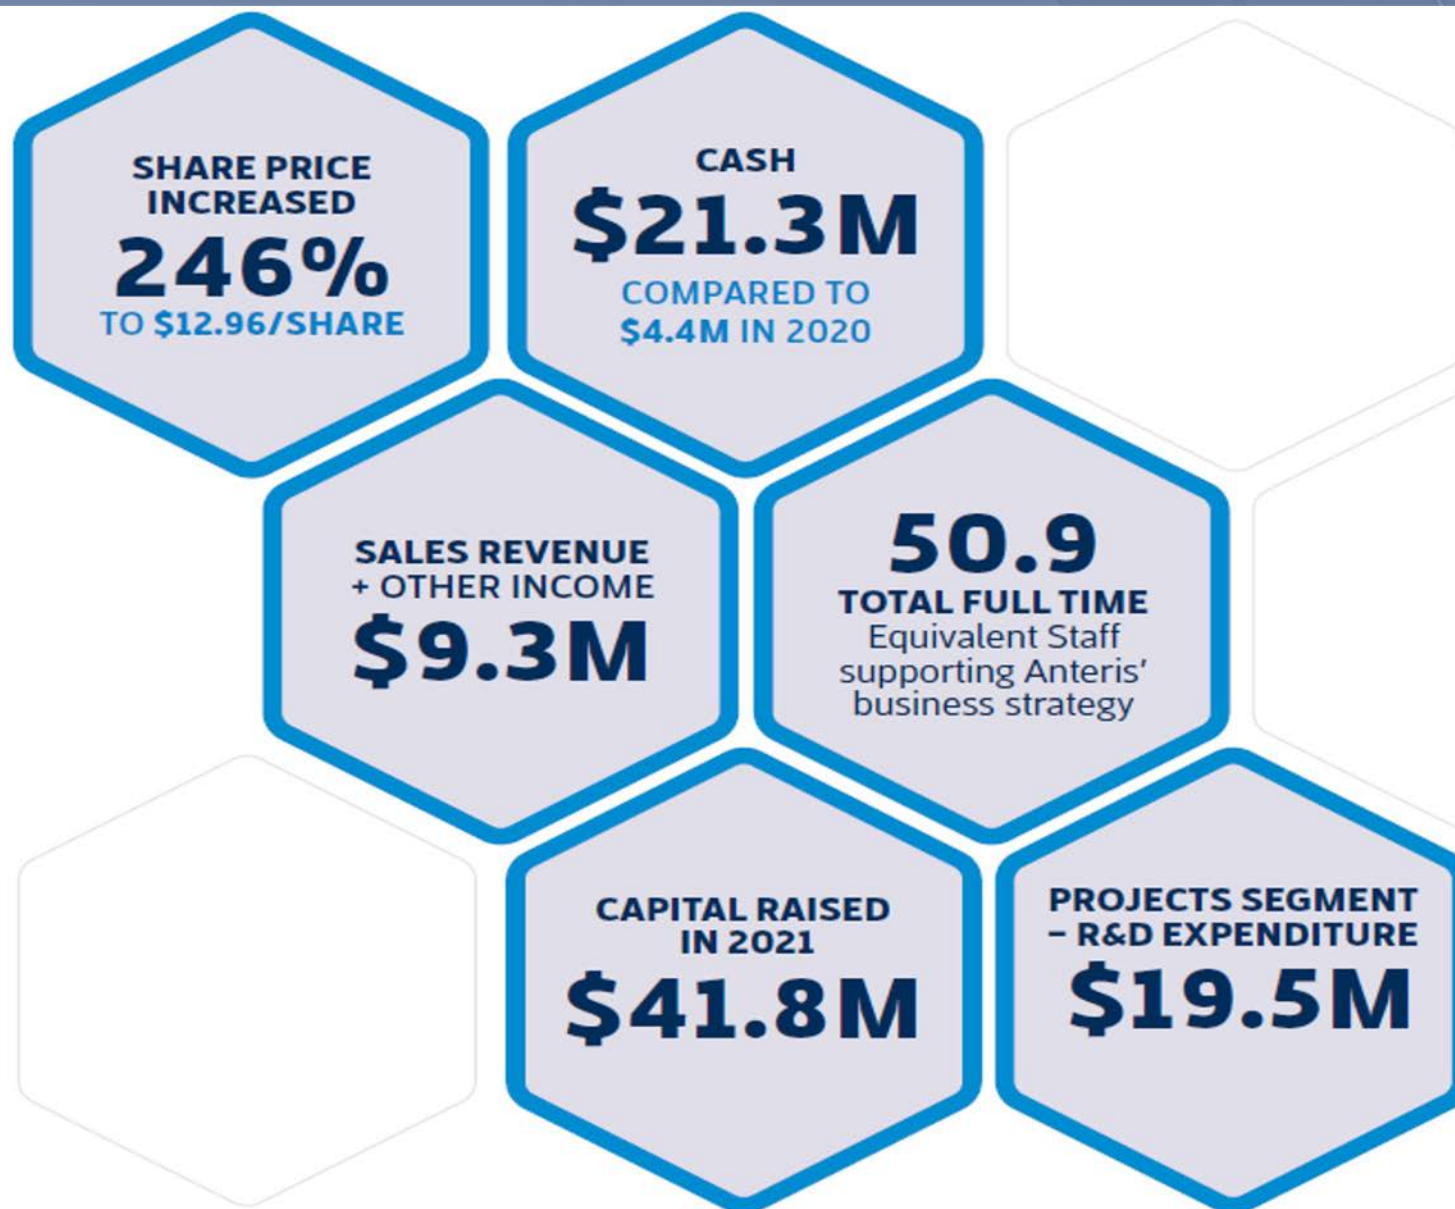 SHARE PRICE
INCREASED
246%
TO $12.96/SHARE
CASH
$21.3M
COMPARED TO
$4.4M IN 2020
SALES REVENUE
+ OTHER INCOME
$9.3M
50.9
TOTAL FULL TIME
Equivalent Staff
supporting Anteris’
business strategy
CAPITAL RAISED
IN 2021
$41.8M
PROJECTS SEGMENT
– R&D EXPENDITURE
$19.5M